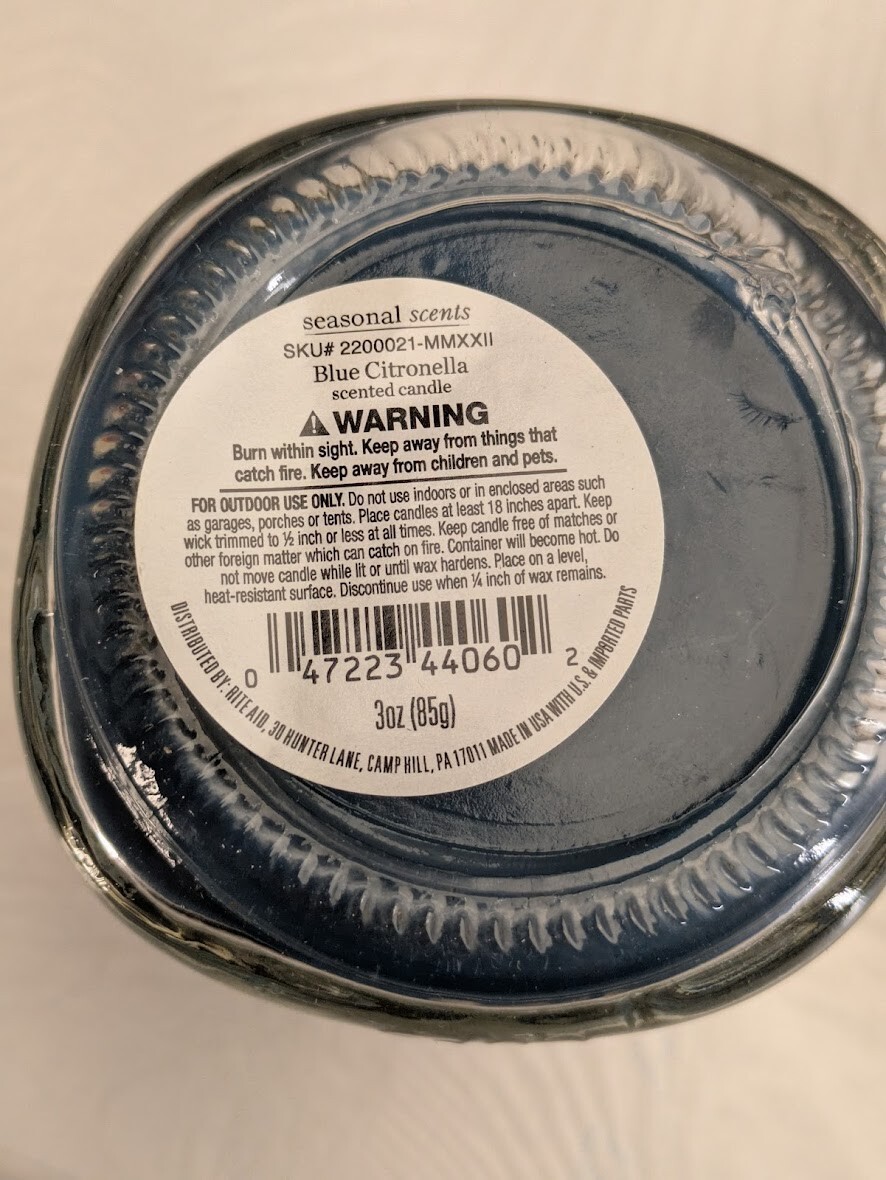 seasonal scents
SKU# 2200021-MMXXII
Blue Citronella
scented candle
⚠ WARNING
Burn within sight. Keep away from things that
catch fire. Keep away from children and pets.
FOR OUTDOOR USE ONLY. Do not use indoors or in enclosed areas such
as garages, porches or tents. Place candles at least 18 inches apart. Keep
wick trimmed to ½ inch or less at all times. Keep candle free of matches or
other foreign matter which can catch on fire. Container will become hot. Do
not move candle while lit or until wax hardens. Place on a level,
heat-resistant surface. Discontinue use when ¼ inch of wax remains.
0 47223 44060 2
3oz (85g)
DISTRIBUTED BY: RITE AID, 30 HUNTER LANE, CAMP HILL, PA 17011 MADE IN USA WITH U.S. & IMPORTED PARTS